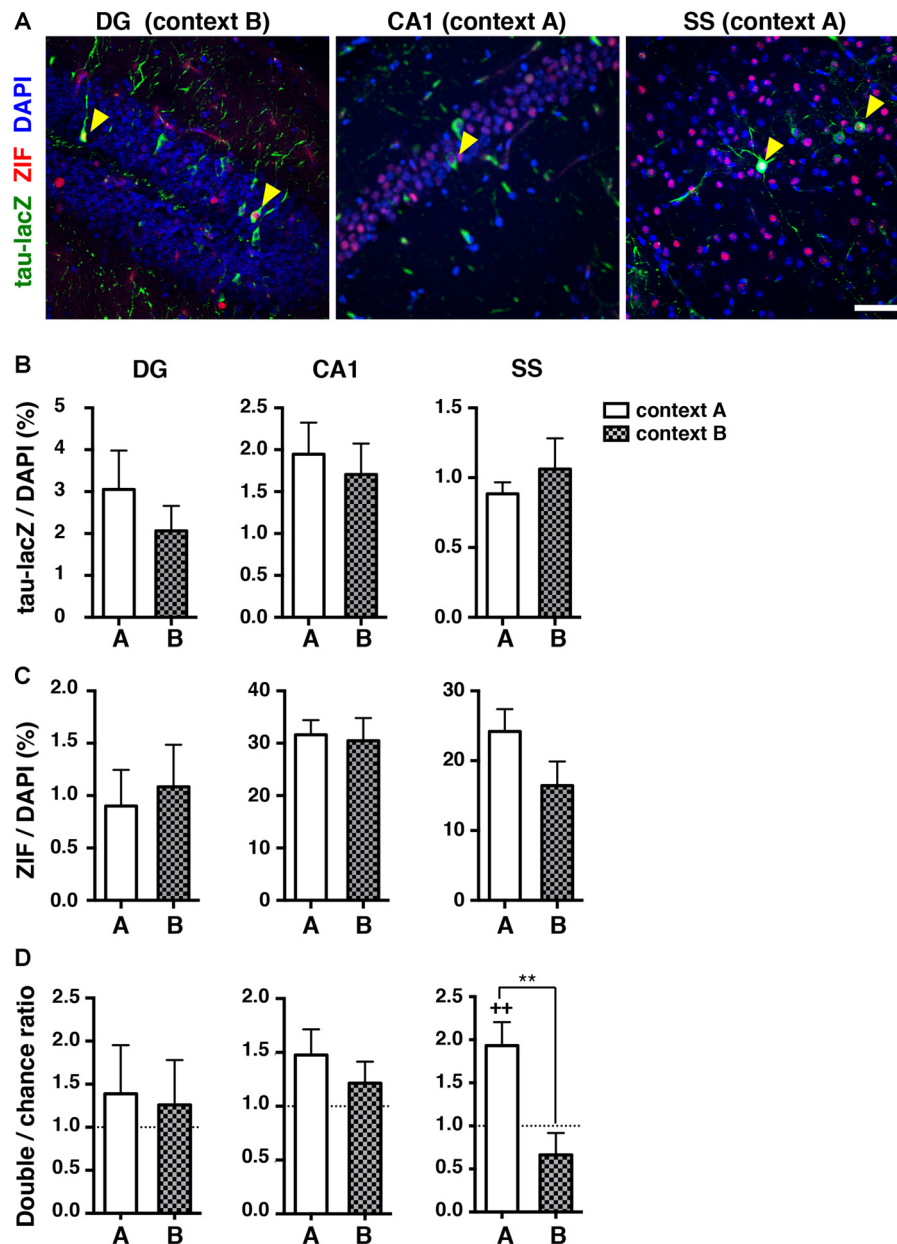 A
DG (context B)
CA1 (context A)
SS (context A)
tau-lacZ ZIF DAPI
B
DG
CA1
SS
context A
context B
tau-lacZ / DAPI (%)
5
4
3
2
1
0
A B
2.5
2.0
1.5
1.0
0.5
0.0
A B
1.5
1.0
0.5
0.0
A B
C
ZIF / DAPI (%)
2.0
1.5
1.0
0.5
0.0
A B
40
30
20
10
0
A B
30
20
10
0
A B
D
Double / chance ratio
2.5
2.0
1.5
1.0
0.5
0.0
A B
2.0
1.5
1.0
0.5
0.0
A B
**
++
2.5
2.0
1.5
1.0
0.5
0.0
A B